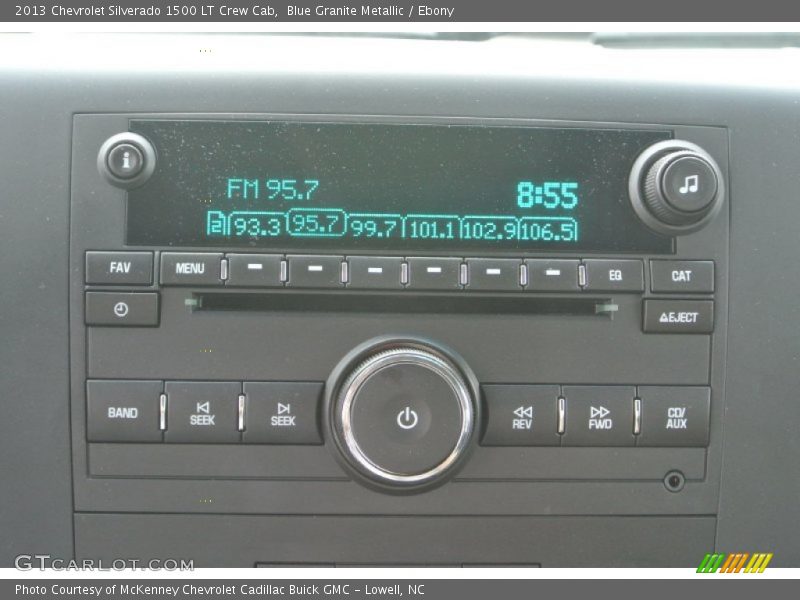 2013 Chevrolet Silverado 1500 LT Crew Cab, Blue Granite Metallic / Ebony
i
FM 95.7 8:55
2 93.3 95.7 99.7 101.1 102.9 106.5
FAV MENU EQ CAT
EJECT
BAND SEEK SEEK REV FWD CD/
AUX
GTCARLOT.COM
Photo Courtesy of McKenney Chevrolet Cadillac Buick GMC - Lowell, NC